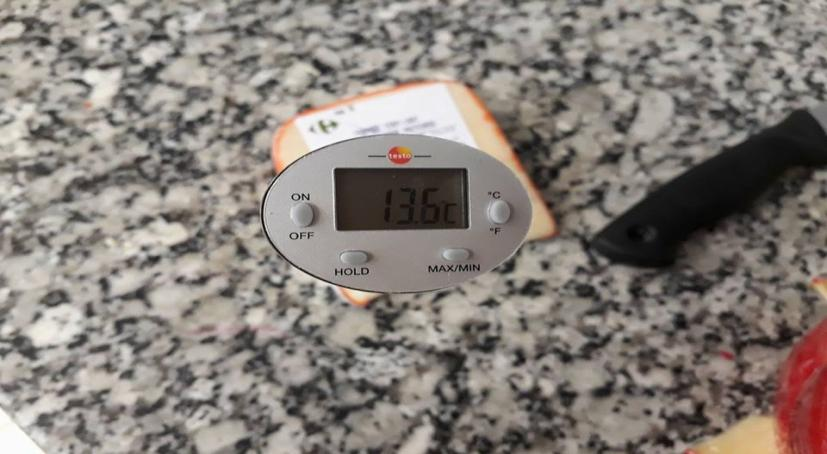 testo
ON
13.6c
°C
OFF
°F
HOLD
MAX/MIN